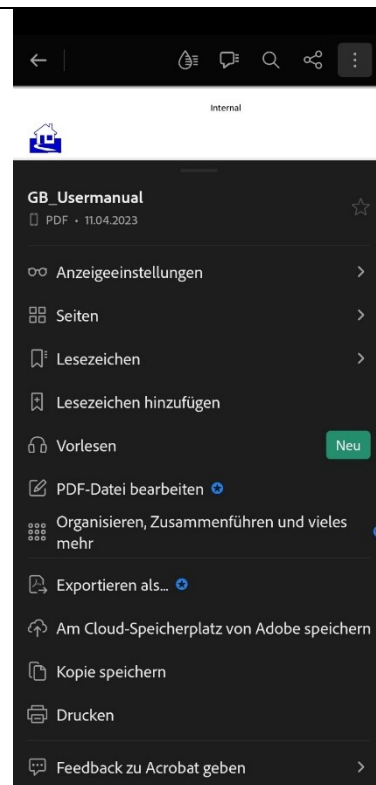 Internal
GB_Usermanual
PDF • 11.04.2023
Anzeigeeinstellungen
Seiten
Lesezeichen
Lesezeichen hinzufügen
Vorlesen Neu
PDF-Datei bearbeiten
Organisieren, Zusammenführen und vieles
mehr
Exportieren als...
Am Cloud-Speicherplatz von Adobe speichern
Kopie speichern
Drucken
Feedback zu Acrobat geben